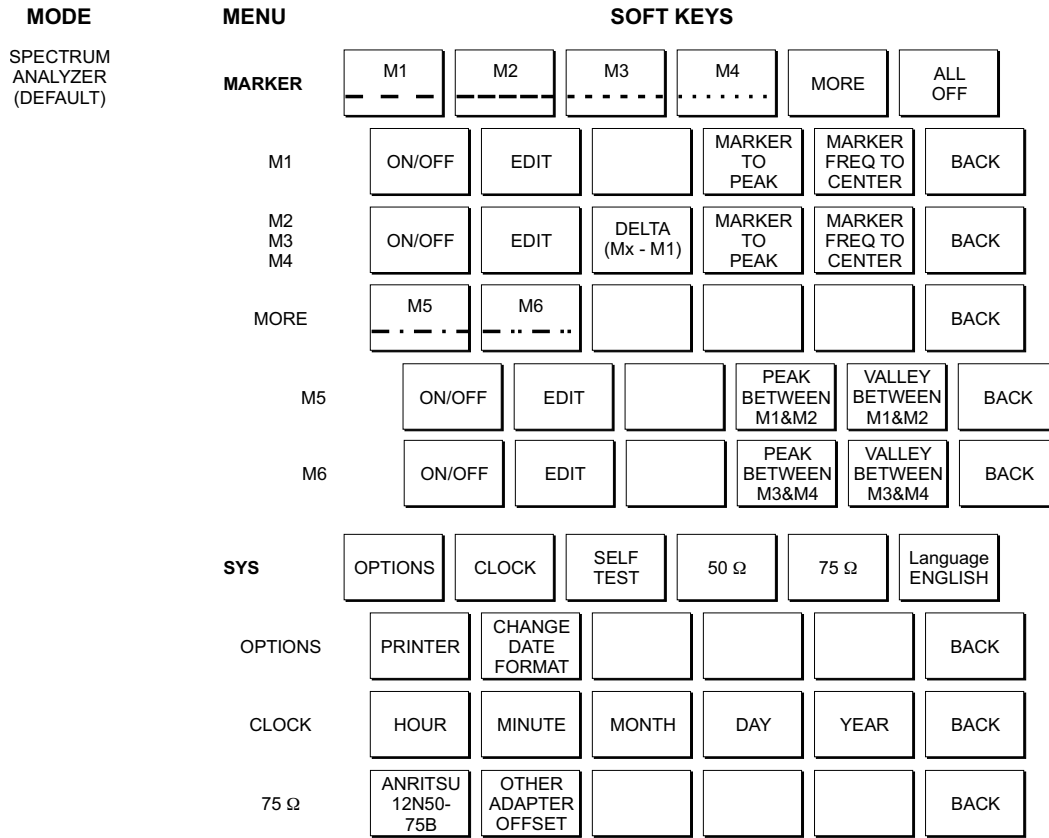 MODE MENU SOFT KEYS
SPECTRUM
ANALYZER
(DEFAULT)
MARKER
M1
M2
M3
M4
MORE
ALL
OFF
M1
ON/OFF
EDIT
MARKER
TO
PEAK
MARKER
FREQ TO
CENTER
BACK
M2
M3
M4
ON/OFF
EDIT
DELTA
(Mx - M1)
MARKER
TO
PEAK
MARKER
FREQ TO
CENTER
BACK
MORE
M5
M6
BACK
M5
ON/OFF
EDIT
PEAK
BETWEEN
M1&M2
VALLEY
BETWEEN
M1&M2
BACK
M6
ON/OFF
EDIT
PEAK
BETWEEN
M3&M4
VALLEY
BETWEEN
M3&M4
BACK
SYS
OPTIONS
CLOCK
SELF
TEST
50 Ω
75 Ω
Language
ENGLISH
OPTIONS
PRINTER
CHANGE
DATE
FORMAT
BACK
CLOCK
HOUR
MINUTE
MONTH
DAY
YEAR
BACK
75 Ω
ANRITSU
12N50-
75B
OTHER
ADAPTER
OFFSET
BACK